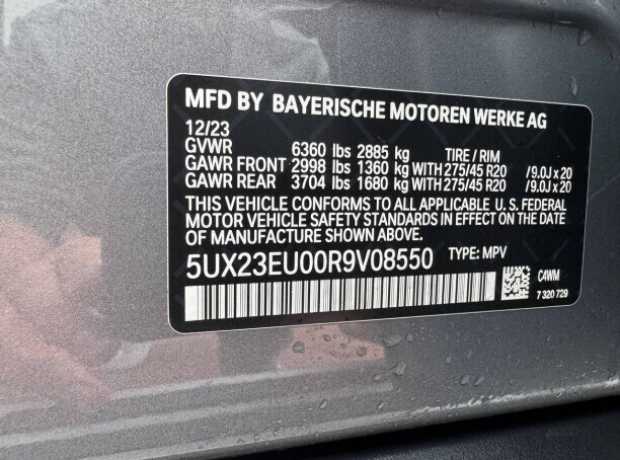 MFD BY BAYERISCHE MOTOREN WERKE AG
12/23
GVWR 6360 lbs 2885 kg TIRE / RIM
GAWR FRONT 2998 lbs 1360 kg WITH 275/45 R20 / 9.0J x 20
GAWR REAR 3704 lbs 1680 kg WITH 275/45 R20 / 9.0J x 20
THIS VEHICLE CONFORMS TO ALL APPLICABLE U. S. FEDERAL
MOTOR VEHICLE SAFETY STANDARDS IN EFFECT ON THE DATE
OF MANUFACTURE SHOWN ABOVE.
5UX23EU00R9V08550 TYPE: MPV
C4WM
7 320 729